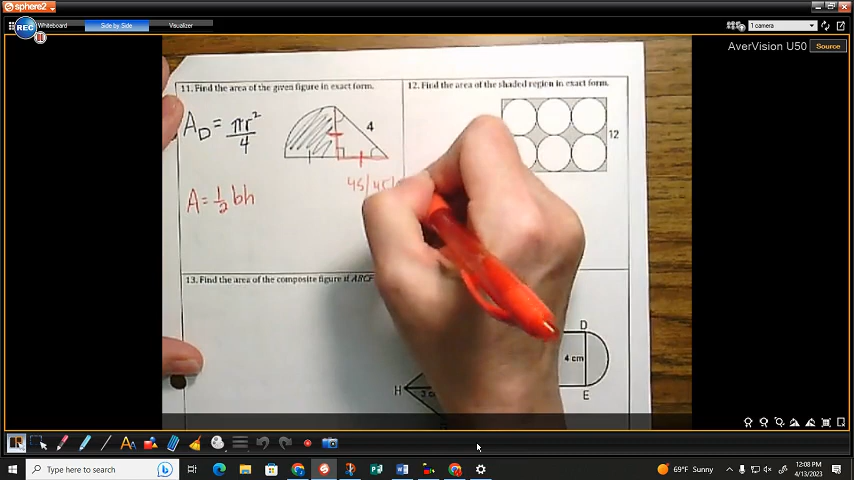 sphere2
REC
Whiteboard
Side by Side
Visualizer
1 camera
AverVision U50
Source
11. Find the area of the given figure in exact form.
A_D = πr²/4
4
A = 1/2 bh
45/45/
12. Find the area of the shaded region in exact form.
12
13. Find the area of the composite figure if ABCF
D
4 cm
E
H
3 c
Type here to search
69°F Sunny
12:08 PM
4/13/2023